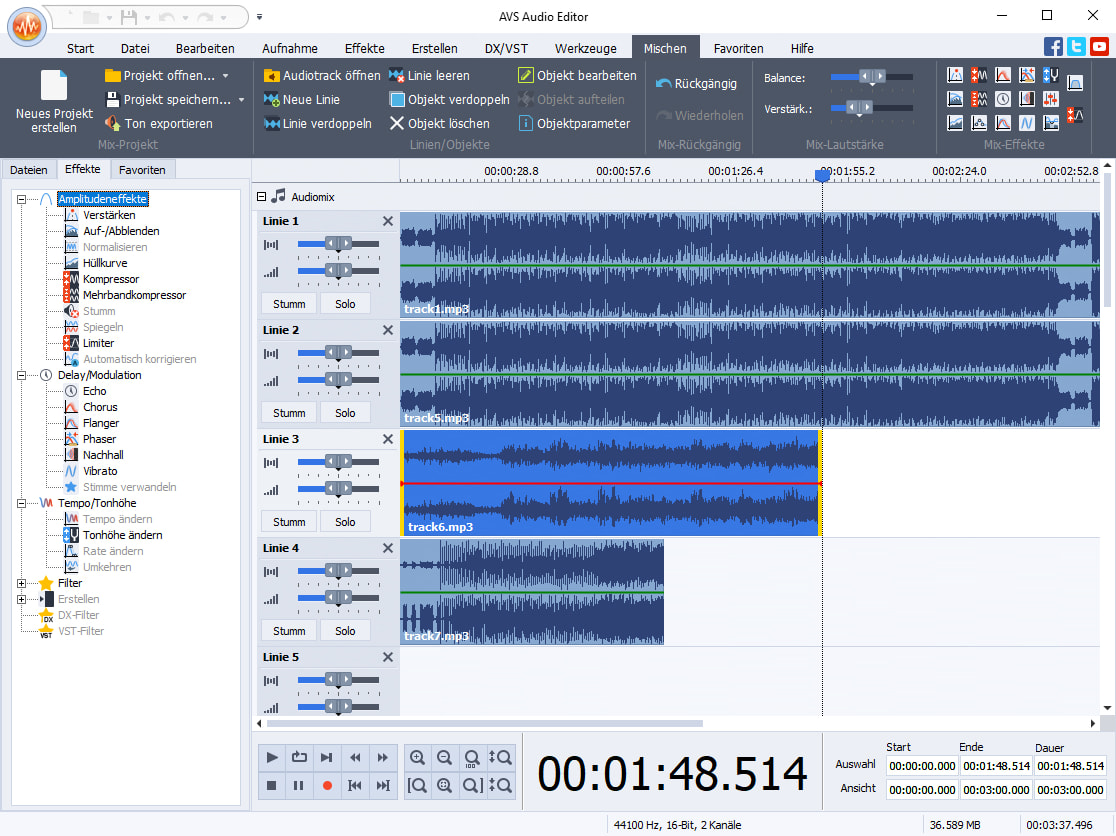 AVS Audio Editor
Start Datei Bearbeiten Aufnahme Effekte Erstellen DX/VST Werkzeuge Mischen Favoriten Hilfe
Neues Projekt
erstellen
Projekt öffnen...
Projekt speichern...
Ton exportieren
Mix-Projekt
Audiotrack öffnen
Neue Linie
Linie verdoppeln
Linie leeren
Objekt verdoppeln
Objekt löschen
Objekt bearbeiten
Objekt aufteilen
Objektparameter
Linien/Objekte
Rückgängig
Wiederholen
Mix-Rückgängig
Balance:
Verstärk.:
Mix-Lautstärke
Mix-Effekte
Dateien Effekte Favoriten
Amplitudeneffekte
Verstärken
Auf-/Abblenden
Normalisieren
Hüllkurve
Kompressor
Mehrbandkompressor
Stumm
Spiegeln
Limiter
Automatisch korrigieren
Delay/Modulation
Echo
Chorus
Flanger
Phaser
Nachhall
Vibrato
Stimme verwandeln
Tempo/Tonhöhe
Tempo ändern
Tonhöhe ändern
Rate ändern
Umkehren
Filter
Erstellen
DX DX-Filter
VST VST-Filter
00:00:28.8 00:00:57.6 00:01:26.4 00:01:55.2 00:02:24.0 00:02:52.8
Audiomix
Linie 1
Stumm Solo
track1.mp3
Linie 2
Stumm Solo
track5.mp3
Linie 3
Stumm Solo
track6.mp3
Linie 4
Stumm Solo
track7.mp3
Linie 5
100
00:01:48.514
Start Ende Dauer
Auswahl 00:00:00.000 00:01:48.514 00:01:48.514
Ansicht 00:00:00.000 00:03:00.000 00:03:00.000
44100 Hz, 16-Bit, 2 Kanäle 36.589 MB 00:03:37.496